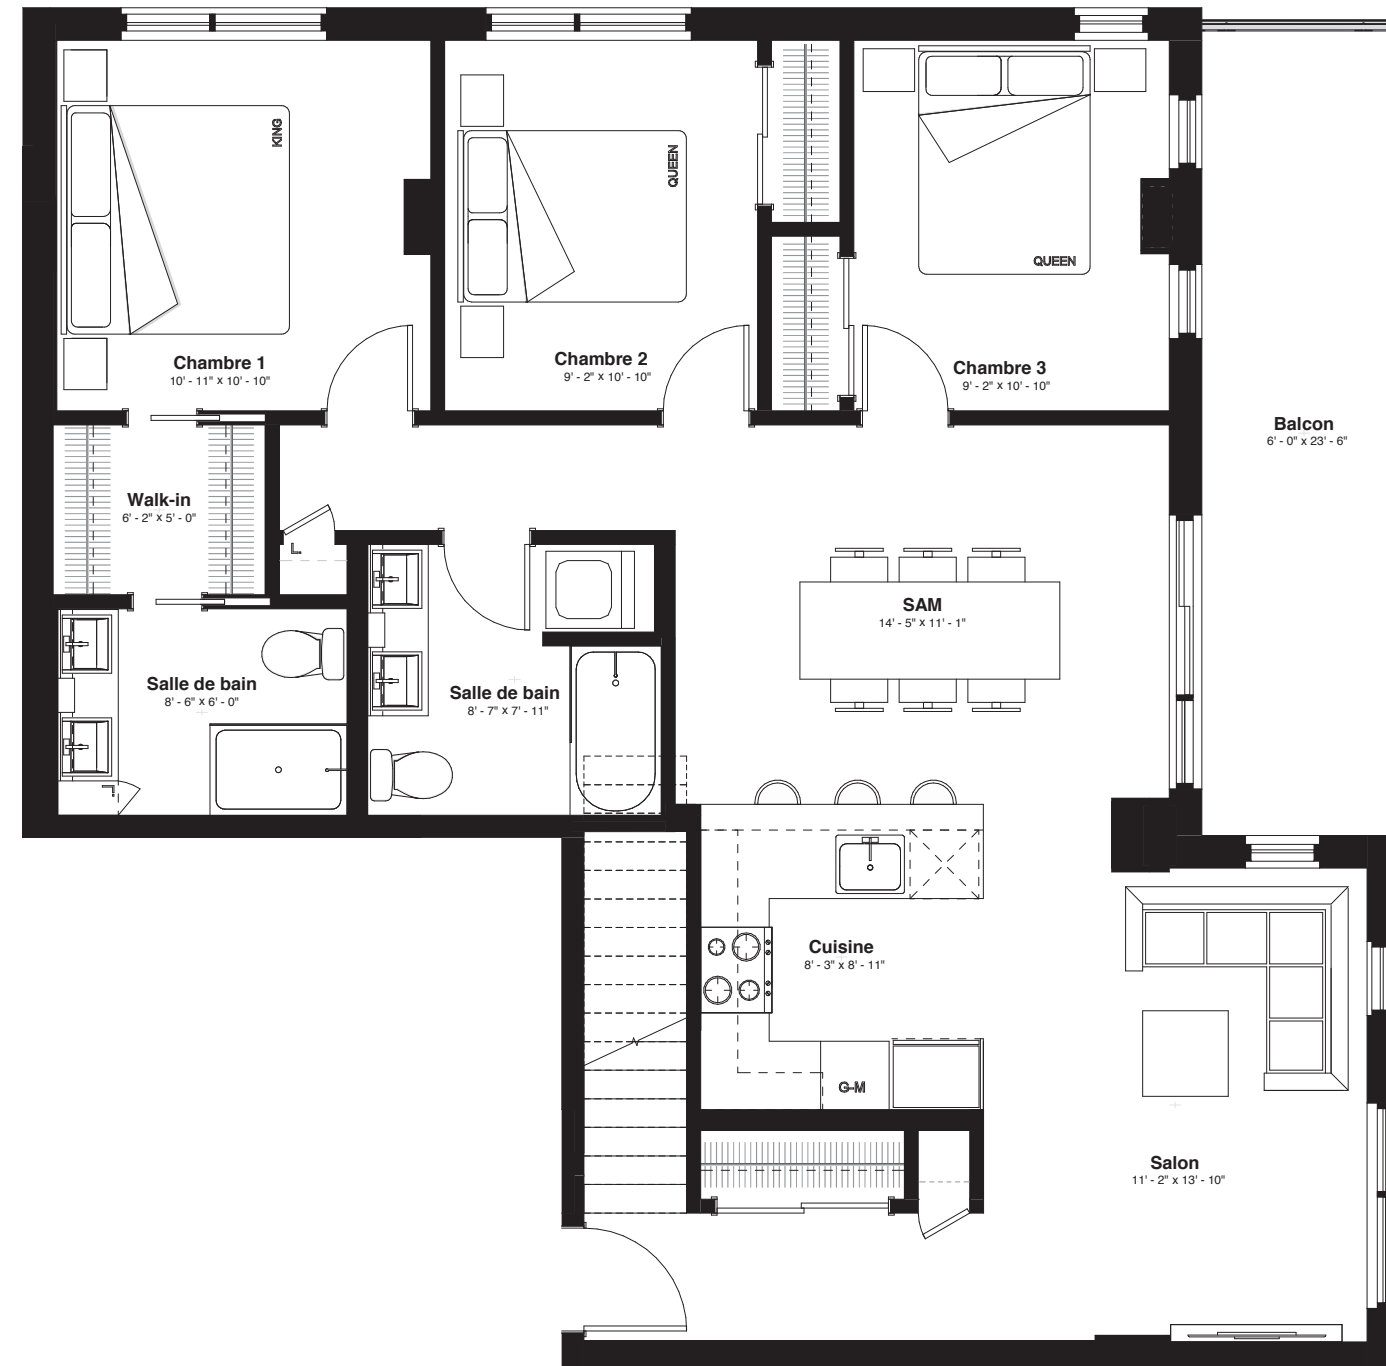 KING
QUEEN
QUEEN
Chambre 1
10' - 11" x 10' - 10"
Chambre 2
9' - 2" x 10' - 10"
Chambre 3
9' - 2" x 10' - 10"
Balcon
6' - 0" x 23' - 6"
Walk-in
6' - 2" x 5' - 0"
L
SAM
14' - 5" x 11' - 1"
Salle de bain
8' - 6" x 6' - 0"
Salle de bain
8' - 7" x 7' - 11"
L
Cuisine
8' - 3" x 8' - 11"
G-M
Salon
11' - 2" x 13' - 10"